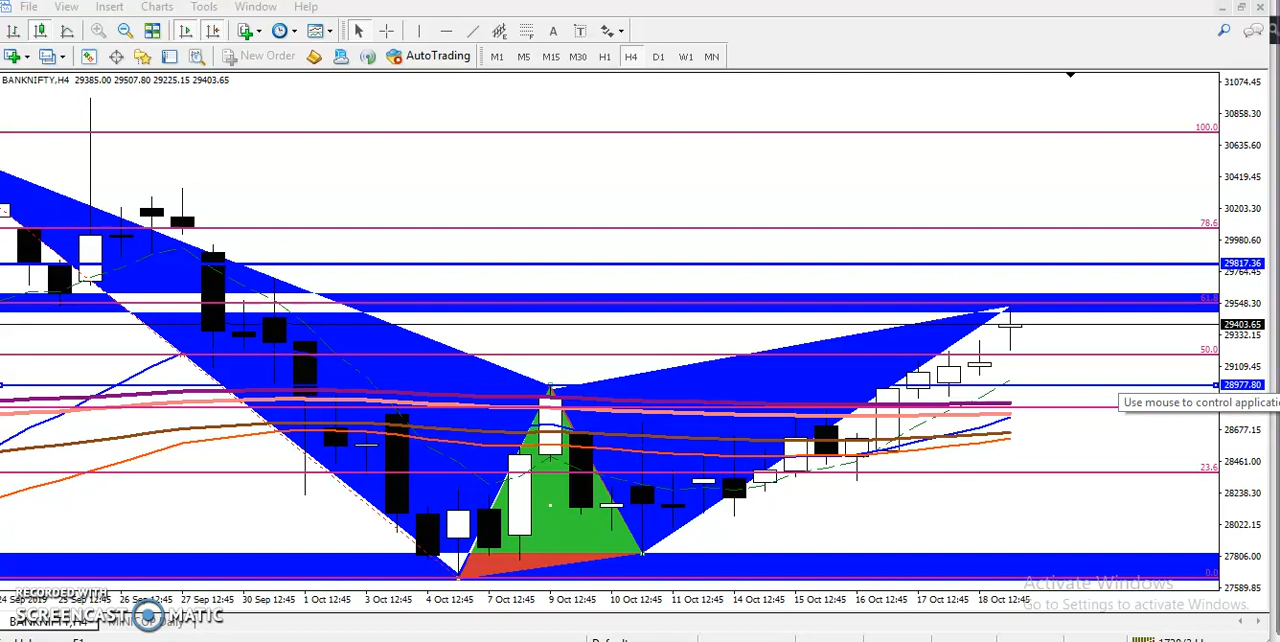 File View Insert Charts Tools Window Help
New Order AutoTrading M1 M5 M15 M30 H1 H4 D1 W1 MN
BANKNIFTY,H4 29385.00 29507.80 29225.15 29403.65
31074.45
100.0
30858.30
30635.60
30419.45
30203.30
78.6
29980.60
29817.36
29764.45
61.8
29548.30
29403.65
29332.15
50.0
29109.45
28977.80
Use mouse to control applicatio
28677.15
23.6
28461.00
28238.30
28022.15
27806.00
0.0
27589.85
Activate Windows
Go to Settings to activate Windows.
24 Sep 2019 25 Sep 12:45 26 Sep 12:45 27 Sep 12:45 30 Sep 12:45 1 Oct 12:45 3 Oct 12:45 4 Oct 12:45 7 Oct 12:45 9 Oct 12:45 10 Oct 12:45 11 Oct 12:45 14 Oct 12:45 15 Oct 12:45 16 Oct 12:45 17 Oct 12:45 18 Oct 12:45
RECORDED WITH
SCREENCAST MATIC
BANKNIFTY,H4